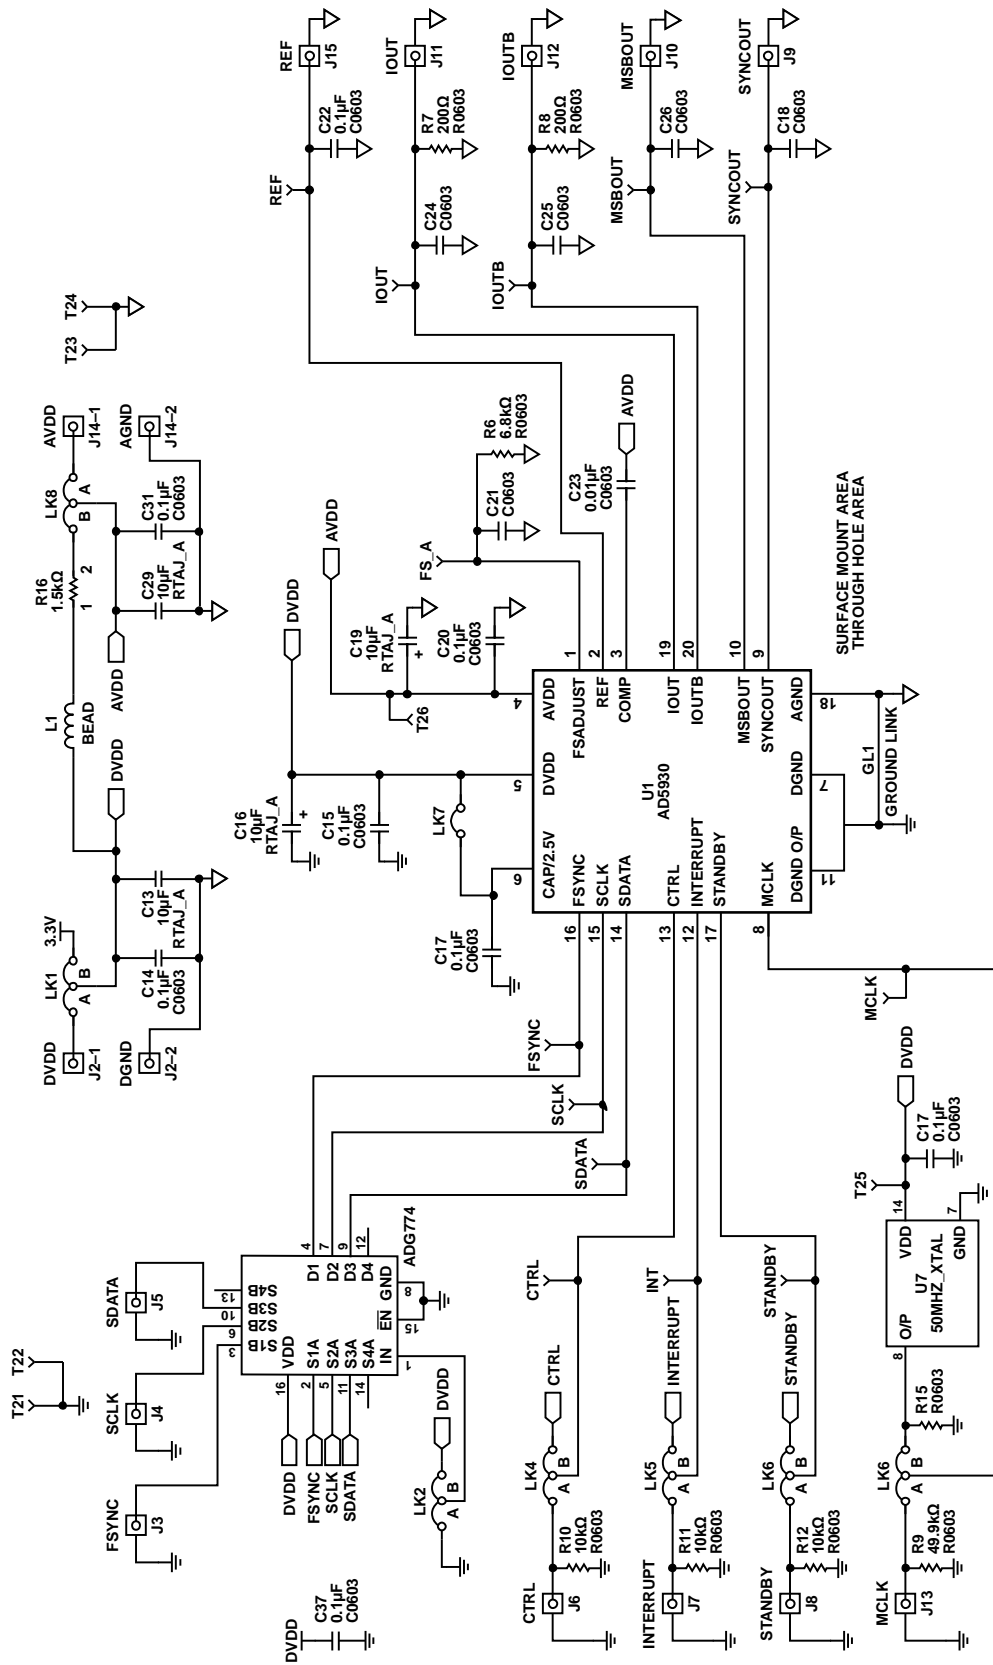 REF
J15
C22
0.1µF
C0603
REF
IOUT
J11
R7
200Ω
R0603
C24
C0603
IOUT
IOUTB
J12
R8
200Ω
R0603
C25
C0603
IOUTB
MSBOUT
J10
C26
C0603
MSBOUT
SYNCOUT
J9
C18
C0603
SYNCOUT
T24
T23
AVDD
J14–1
AGND
J14–2
LK8
A
B
C31
0.1µF
C0603
C29
10µF
RTAJ_A
R16
1.5kΩ
1
2
AVDD
L1
BEAD
DVDD
LK1
3.3V
B
A
C13
10µF
RTAJ_A
C14
0.1µF
C0603
DVDD
J2–1
DGND
J2–2
R6
6.8kΩ
R0603
C21
C0603
FS_A
C23
0.01µF
C0603
AVDD
SURFACE MOUNT AREA
THROUGH HOLE AREA
AVDD
C19
10µF
RTAJ_A
+
C20
0.1µF
C0603
T26
DVDD
C16
10µF
RTAJ_A
+
C15
0.1µF
C0603
LK7
C17
0.1µF
C0603
U1
AD5930
1
FSADJUST
2
REF
3
COMP
19
IOUT
20
IOUTB
10
MSBOUT
9
SYNCOUT
4
AVDD
5
DVDD
6
CAP/2.5V
16
FSYNC
15
SCLK
14
SDATA
13
CTRL
12
INTERRUPT
17
STANDBY
8
MCLK
18
AGND
7
DGND
11
DGND O/P
GL1
GROUND LINK
FSYNC
SCLK
SDATA
MCLK
T22
T21
SDATA
J5
SCLK
J4
FSYNC
J3
ADG774
4
D1
7
D2
9
D3
12
D4
13
S4B
10
S3B
6
S2B
3
S1B
16
VDD
2
S1A
5
S2A
11
S3A
14
S4A
8
GND
15
EN
1
IN
DVDD
FSYNC
SCLK
SDATA
LK2
A
B
DVDD
DVDD
C37
0.1µF
C0603
CTRL
CTRL
LK4
B
A
R10
10kΩ
R0603
CTRL
J6
INT
INTERRUPT
LK5
B
A
R11
10kΩ
R0603
INTERRUPT
J7
STANDBY
STANDBY
LK6
B
A
R12
10kΩ
R0603
STANDBY
J8
DVDD
C17
0.1µF
C0603
T25
14
VDD
7
GND
U7
50MHZ_XTAL
O/P
8
R15
R0603
LK6
B
A
R9
49.9kΩ
R0603
MCLK
J13